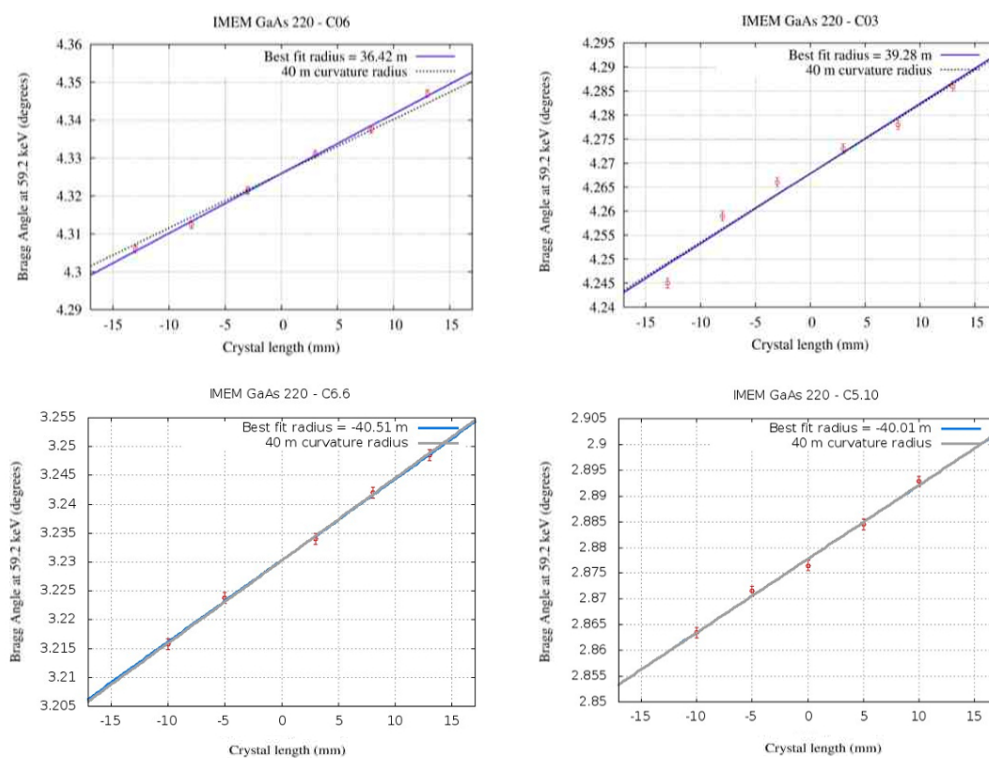 IMEM GaAs 220 - C06
Best fit radius = 36.42 m
40 m curvature radius
Bragg Angle at 59.2 keV (degrees)
4.36
4.35
4.34
4.33
4.32
4.31
4.3
4.29
-15 -10 -5 0 5 10 15
Crystal length (mm)
IMEM GaAs 220 - C03
Best fit radius = 39.28 m
40 m curvature radius
Bragg Angle at 59.2 keV (degrees)
4.295
4.29
4.285
4.28
4.275
4.27
4.265
4.26
4.255
4.25
4.245
4.24
-15 -10 -5 0 5 10 15
Crystal length (mm)
IMEM GaAs 220 - C6.6
Best fit radius = -40.51 m
40 m curvature radius
Bragg Angle at 59.2 keV (degrees)
3.255
3.25
3.245
3.24
3.235
3.230
3.225
3.22
3.215
3.21
3.205
-15 -10 -5 0 5 10 15
Crystal length (mm)
IMEM GaAs 220 - C5.10
Best fit radius = -40.01 m
40 m curvature radius
Bragg Angle at 59.2 keV (degrees)
2.905
2.9
2.895
2.89
2.885
2.88
2.875
2.87
2.865
2.86
2.855
2.85
-15 -10 -5 0 5 10 15
Crystal length (mm)